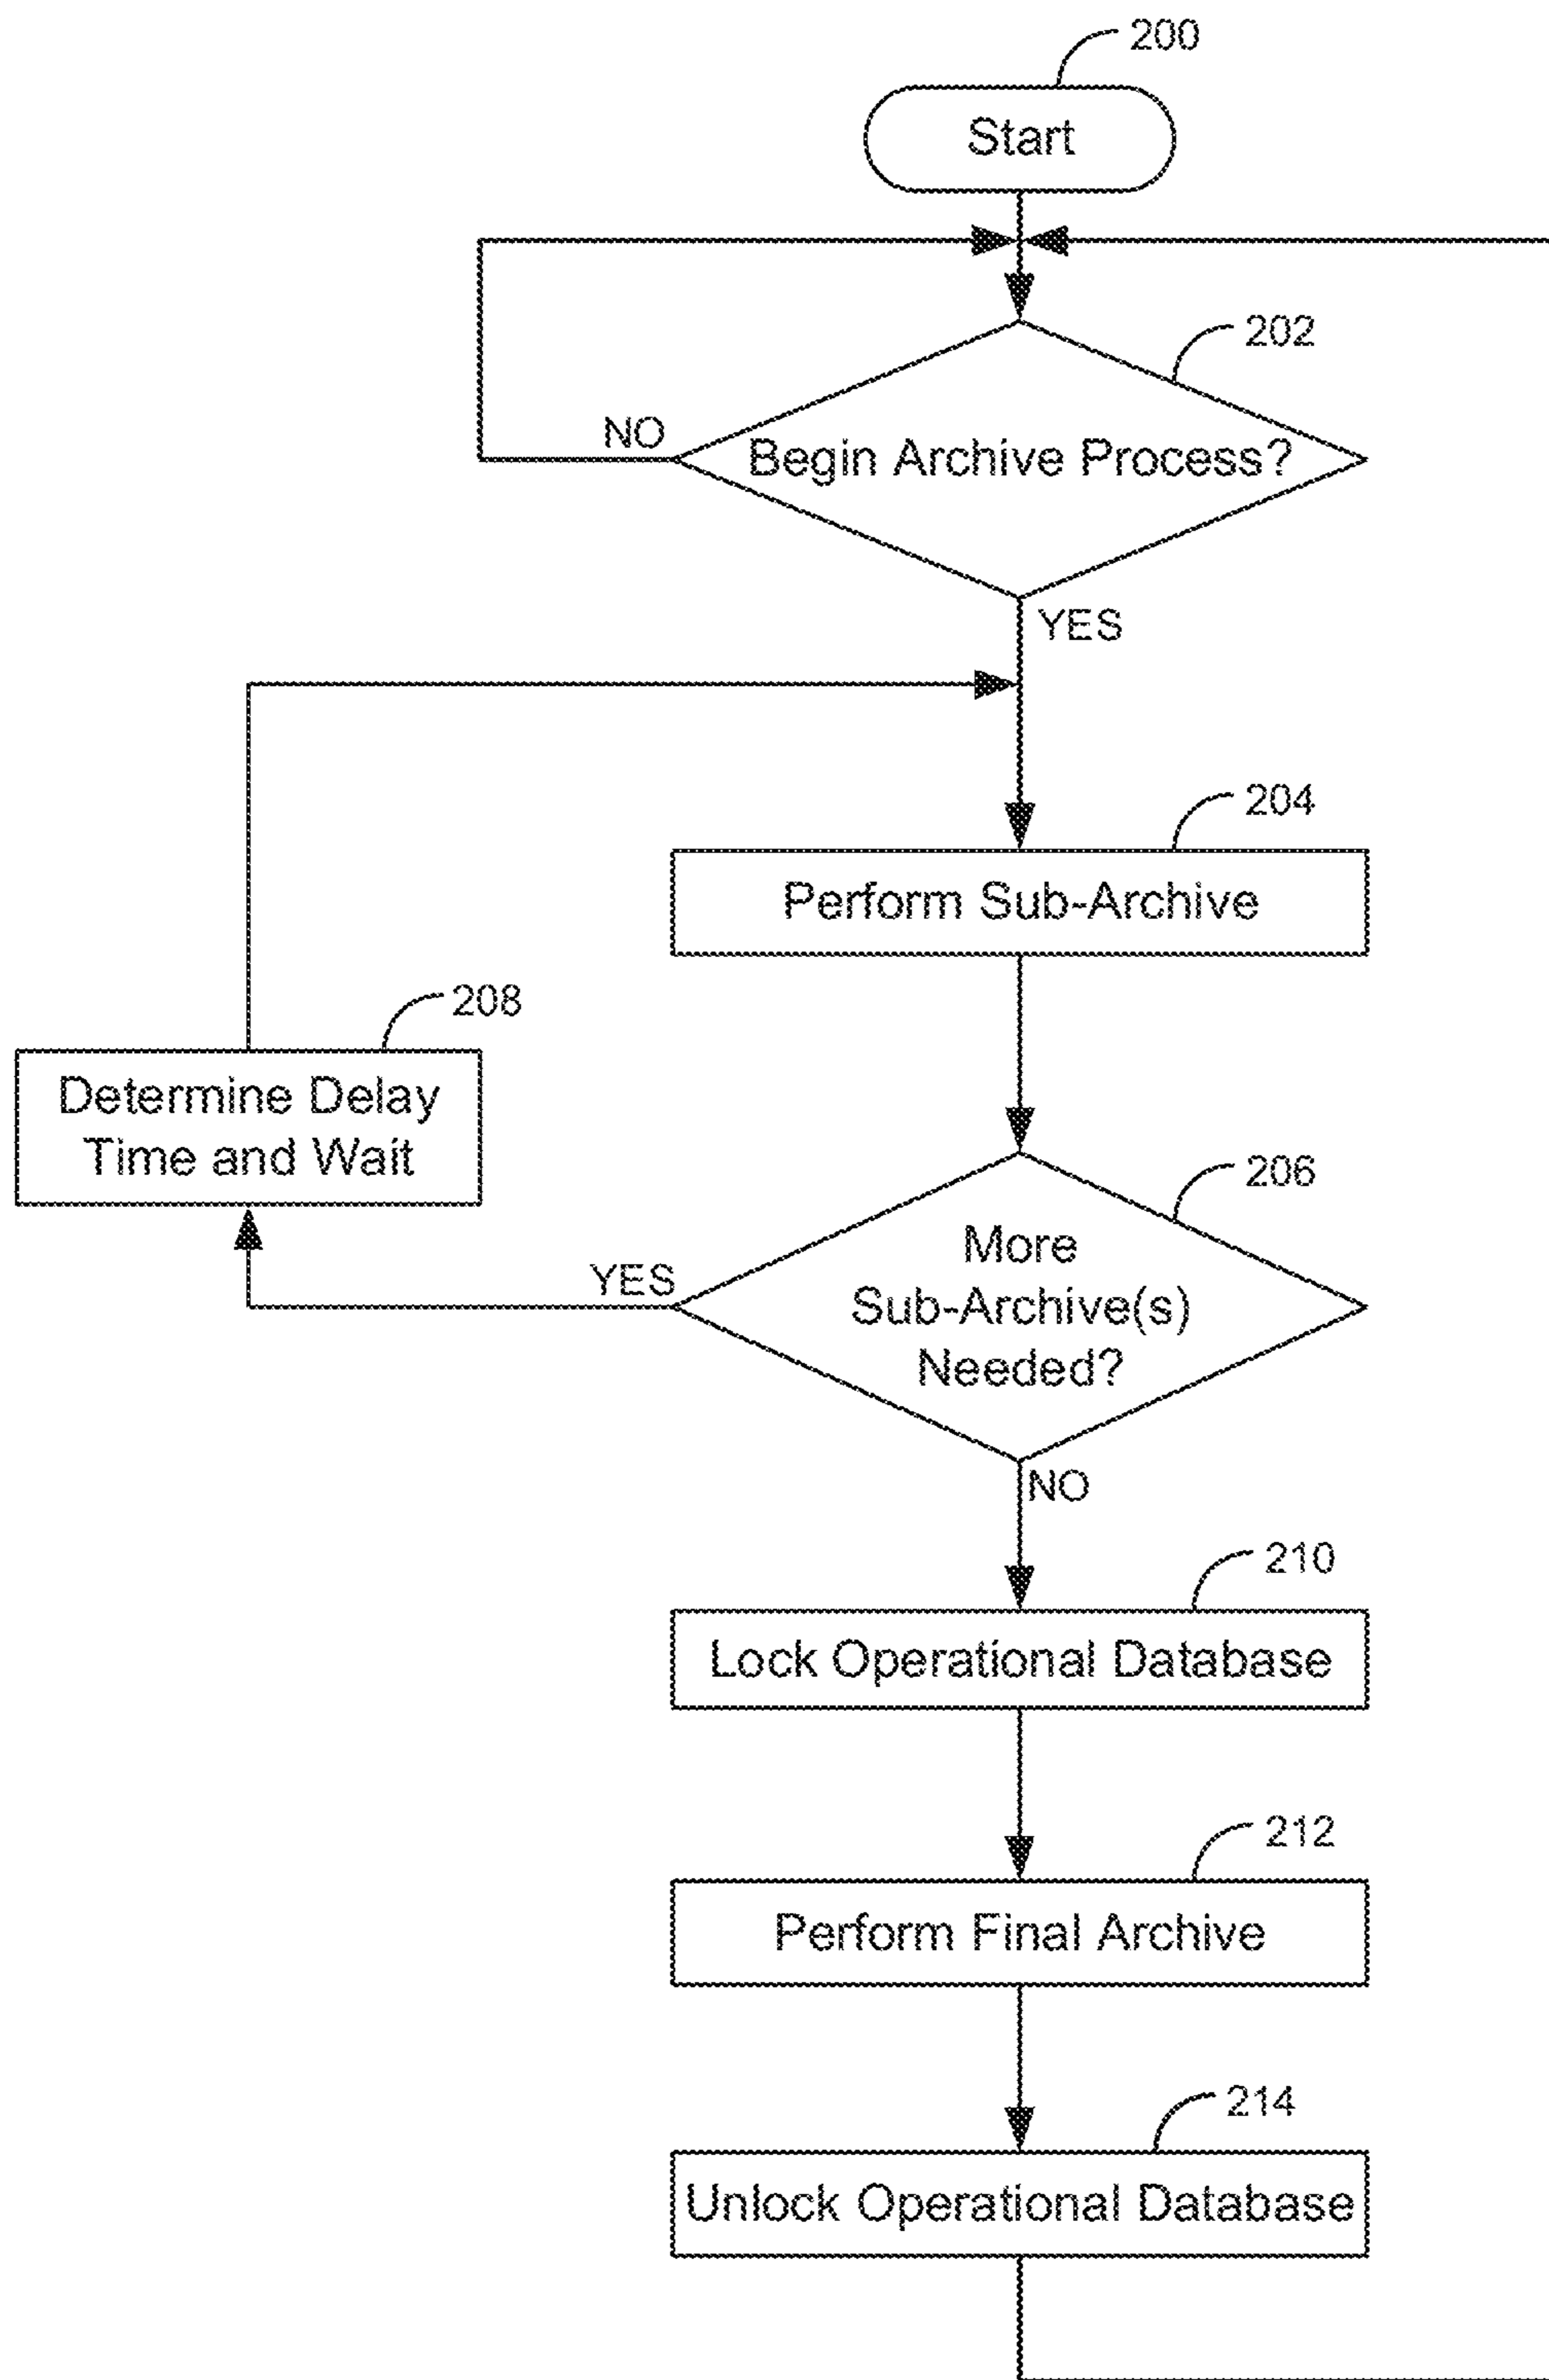 200
Start
202
NO
Begin Archive Process?
YES
204
Perform Sub-Archive
208
Determine Delay
Time and Wait
206
YES
More
Sub-Archive(s)
Needed?
NO
210
Lock Operational Database
212
Perform Final Archive
214
Unlock Operational Database